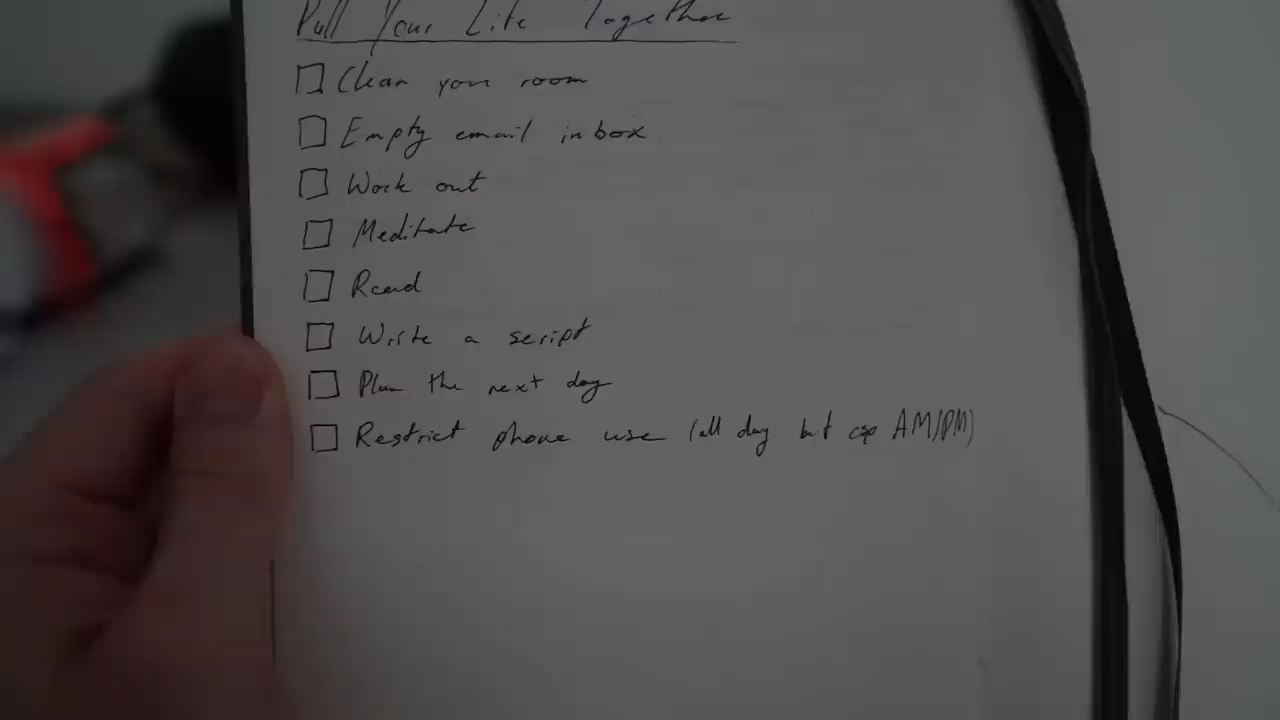 Pull Your Life Together
Clean your room
Empty email inbox
Work out
Meditate
Read
Write a script
Plan the next day
Restrict phone use (all day but esp AM/PM)